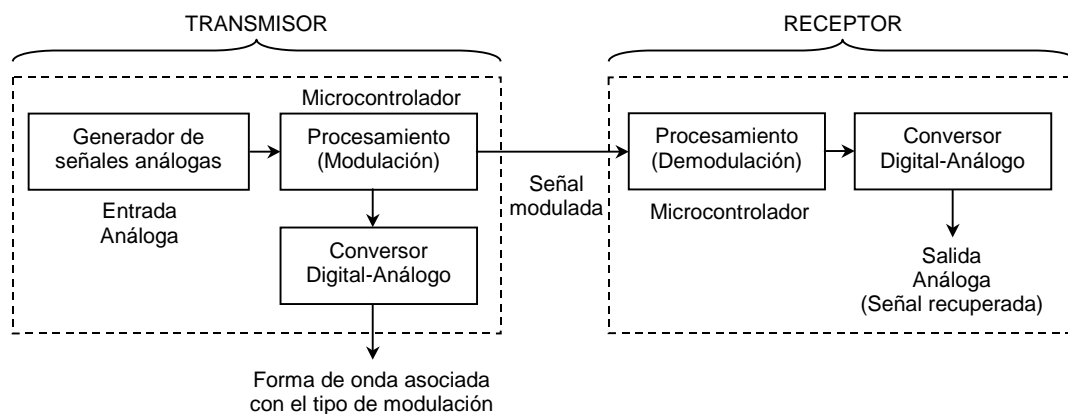 TRANSMISOR
RECEPTOR
Microcontrolador
Generador de
señales análogas
Procesamiento
(Modulación)
Entrada
Análoga
Conversor
Digital-Análogo
Forma de onda asociada
con el tipo de modulación
Señal
modulada
Procesamiento
(Demodulación)
Microcontrolador
Conversor
Digital-Análogo
Salida
Análoga
(Señal recuperada)